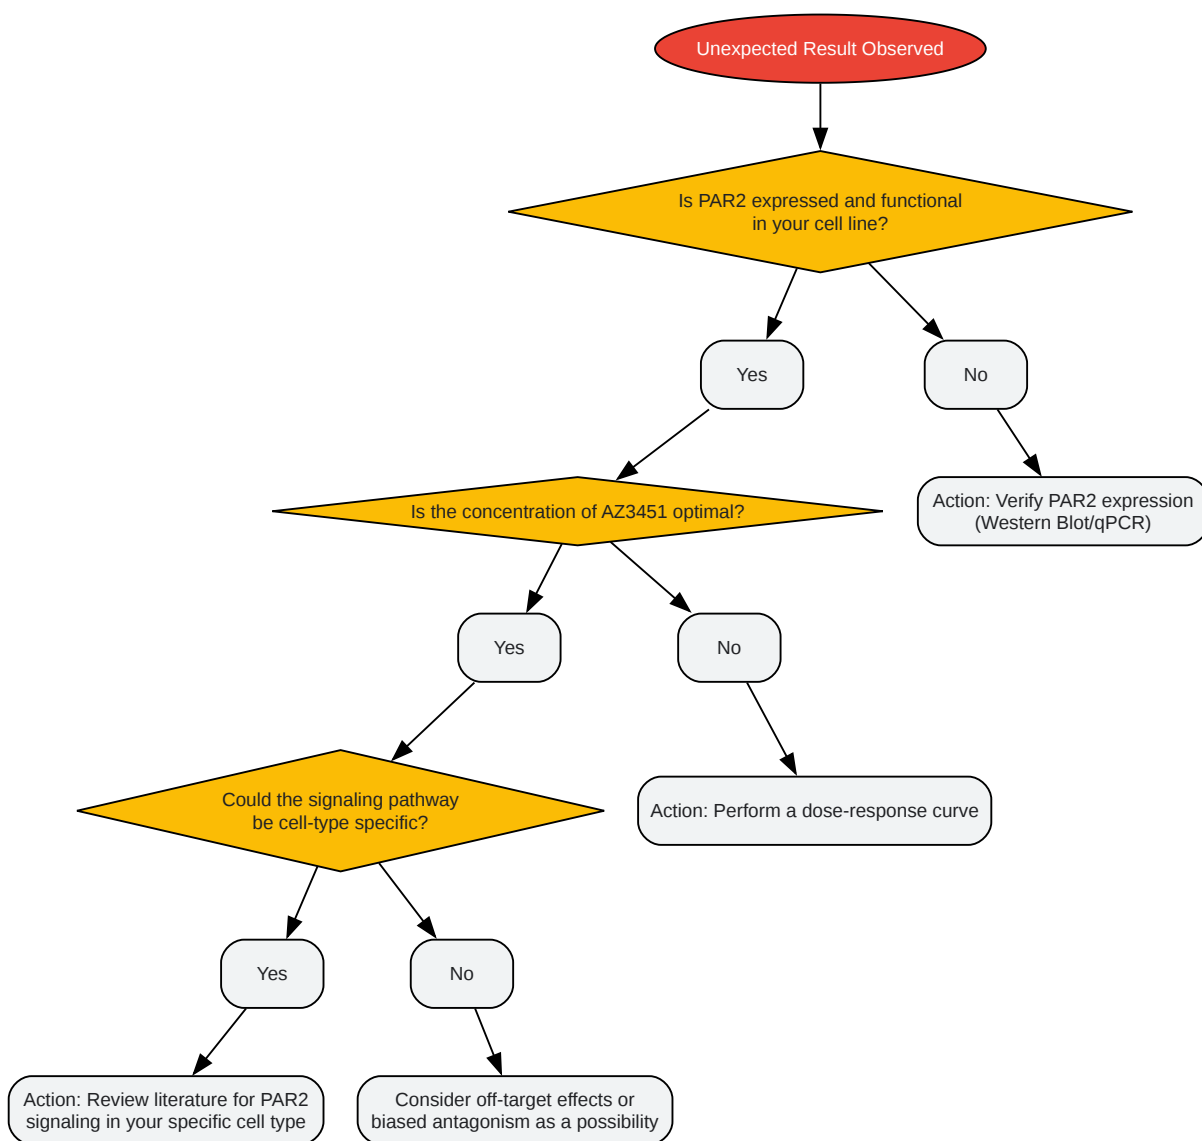 Unexpected Result Observed
Is PAR2 expressed and functional
in your cell line?
Yes
No
Action: Verify PAR2 expression
(Western Blot/qPCR)
Is the concentration of AZ3451 optimal?
Yes
No
Action: Perform a dose-response curve
Could the signaling pathway
be cell-type specific?
Yes
No
Action: Review literature for PAR2
signaling in your specific cell type
Consider off-target effects or
biased antagonism as a possibility